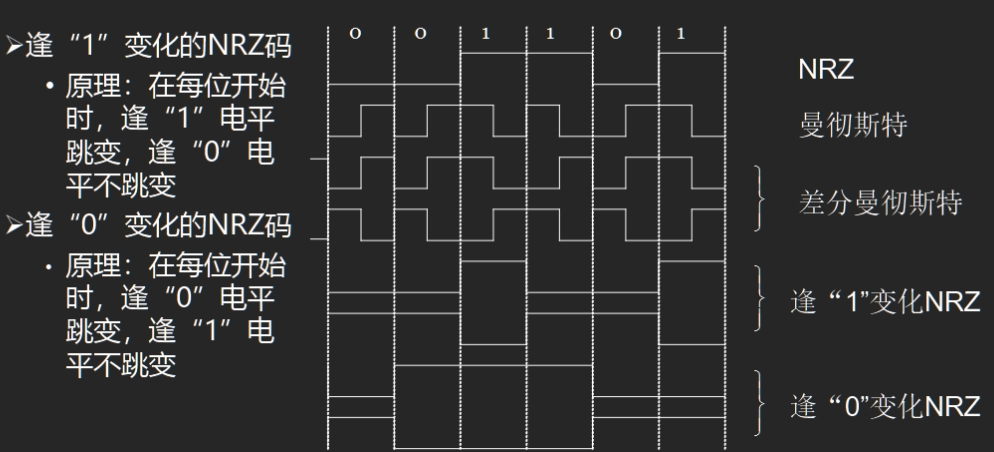 ➢逢“1”变化的NRZ码
• 原理：在每位开始
时，逢“1”电平
跳变，逢“0”电
平不跳变
➢逢“0”变化的NRZ码
• 原理：在每位开始
时，逢“0”电平
跳变，逢“1”电
平不跳变
0 0 1 1 0 1
NRZ
曼彻斯特
差分曼彻斯特
逢“1”变化NRZ
逢“0”变化NRZ